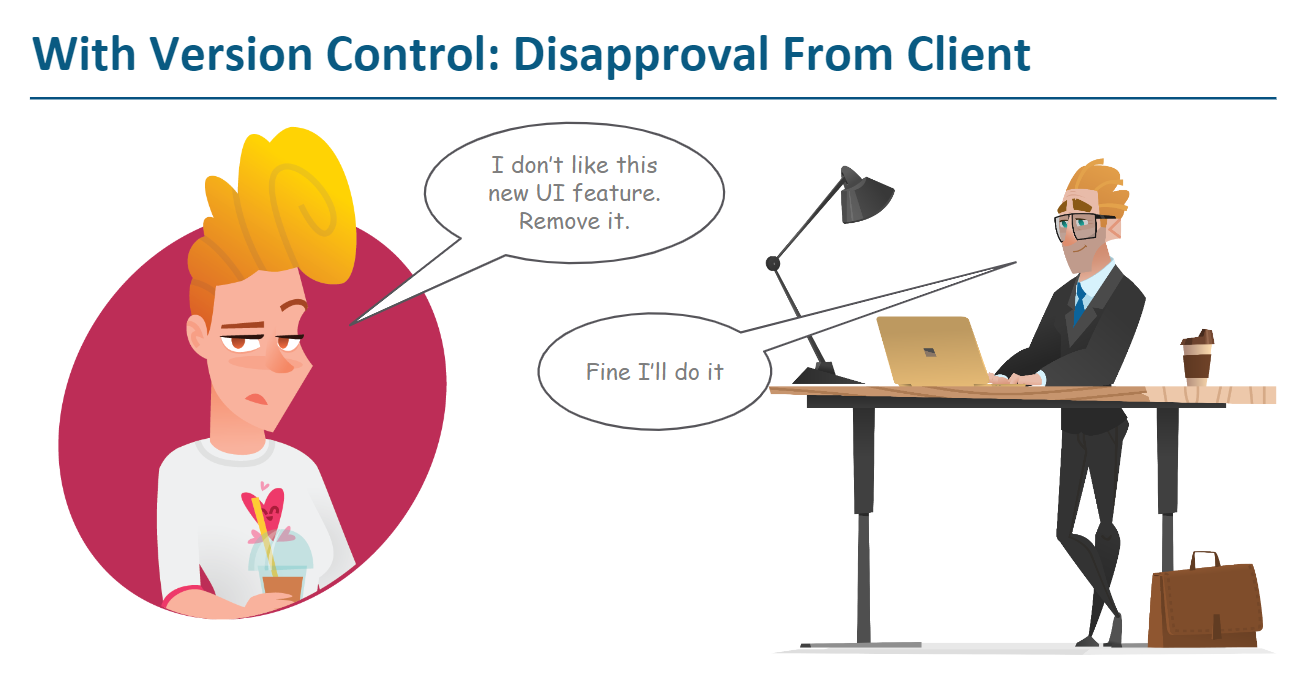 With Version Control: Disapproval From Client
I don't like this
new UI feature.
Remove it.
Fine I'll do it